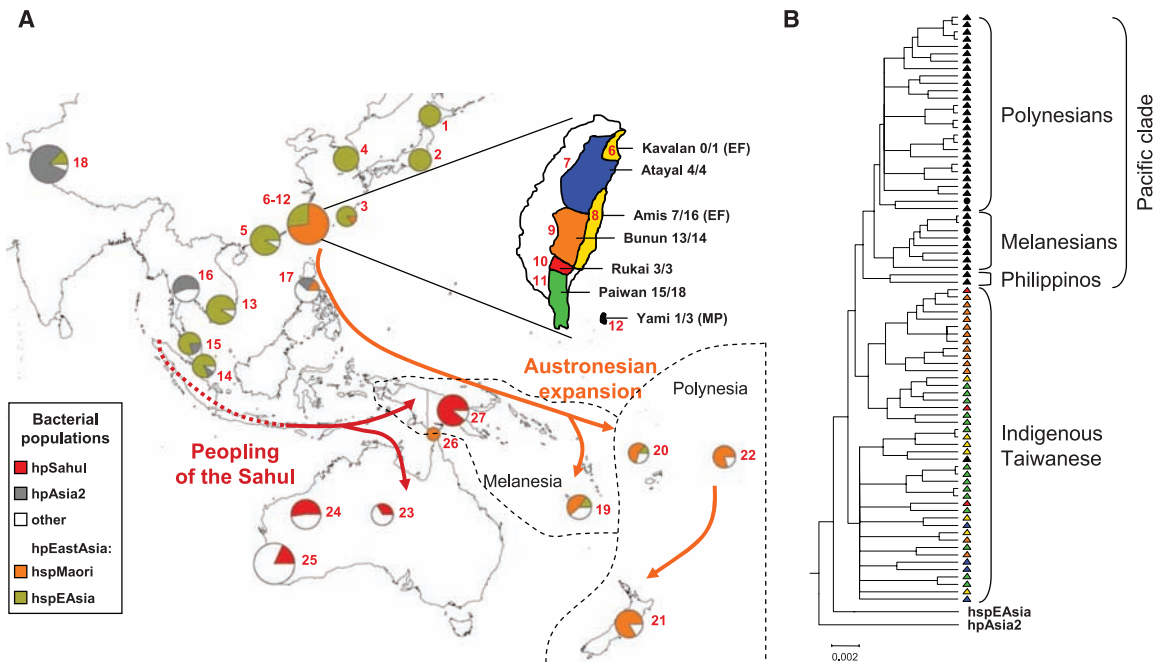 A
18
1
4
2
6-12
3
5
16
17
13
15
14
6
7
Kavalan 0/1 (EF)
Atayal 4/4
8
Amis 7/16 (EF)
9
Bunun 13/14
10
Rukai 3/3
11
Paiwan 15/18
12
Yami 1/3 (MP)
Austronesian
expansion
Polynesia
27
26
Peopling
of the Sahul
Melanesia
20
22
19
24
23
25
21
Bacterial
populations
hpSahul
hpAsia2
other
hpEastAsia:
hspMaori
hspEAsia
B
Polynesians
Melanesians
Philippinos
Pacific clade
Indigenous
Taiwanese
hspEAsia
hpAsia2
0.002